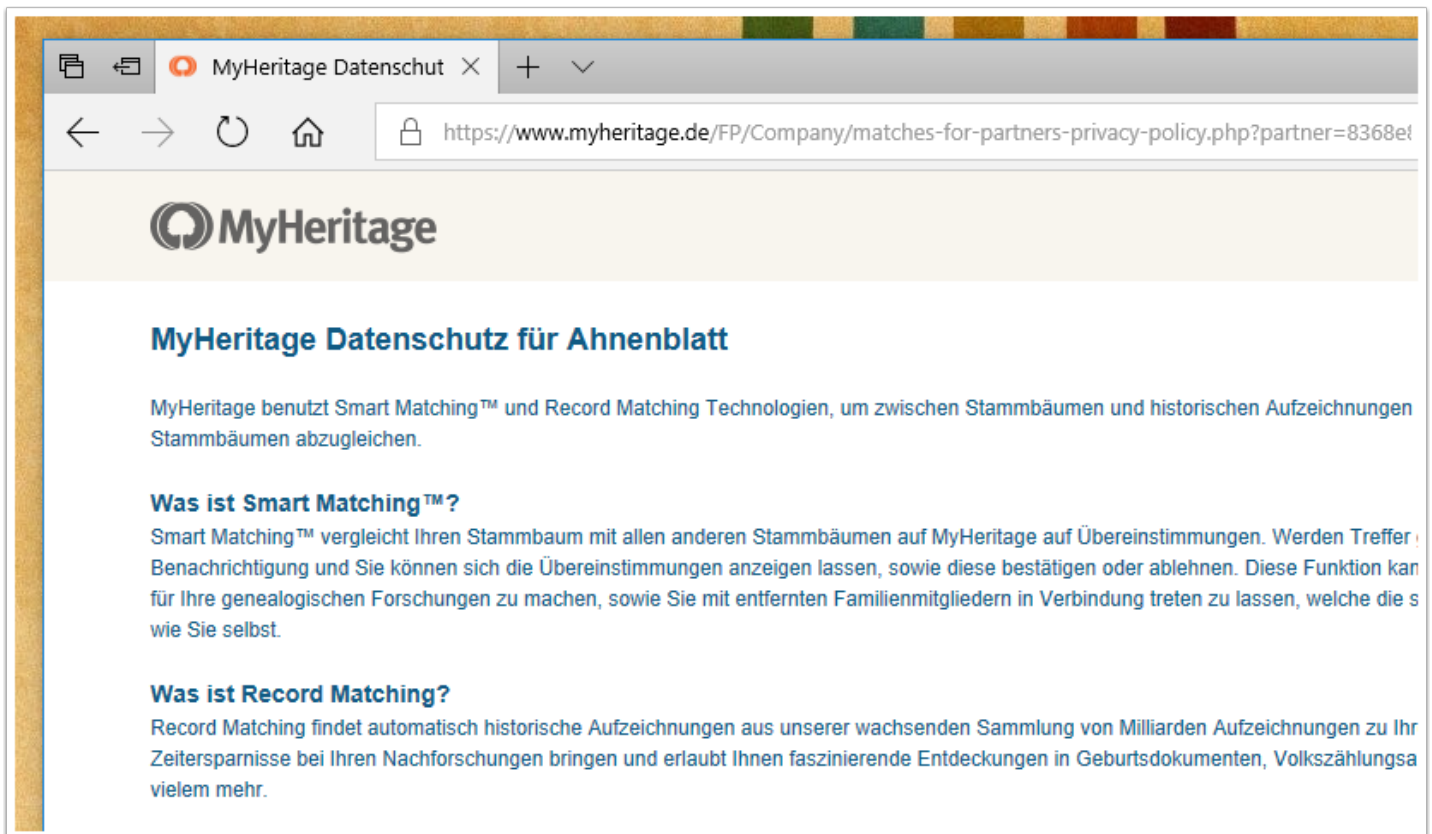 MyHeritage Datenschut
https://www.myheritage.de/FP/Company/matches-for-partners-privacy-policy.php?partner=8368e
MyHeritage
MyHeritage Datenschutz für Ahnenblatt
MyHeritage benutzt Smart Matching™ und Record Matching Technologien, um zwischen Stammbäumen und historischen Aufzeichnungen
Stammbäumen abzugleichen.
Was ist Smart Matching™?
Smart Matching™ vergleicht Ihren Stammbaum mit allen anderen Stammbäumen auf MyHeritage auf Übereinstimmungen. Werden Treffer
Benachrichtigung und Sie können sich die Übereinstimmungen anzeigen lassen, sowie diese bestätigen oder ablehnen. Diese Funktion kan
für Ihre genealogischen Forschungen zu machen, sowie Sie mit entfernten Familienmitgliedern in Verbindung treten zu lassen, welche die s
wie Sie selbst.
Was ist Record Matching?
Record Matching findet automatisch historische Aufzeichnungen aus unserer wachsenden Sammlung von Milliarden Aufzeichnungen zu Ihr
Zeitersparnisse bei Ihren Nachforschungen bringen und erlaubt Ihnen faszinierende Entdeckungen in Geburtsdokumenten, Volkszählungsa
vielem mehr.